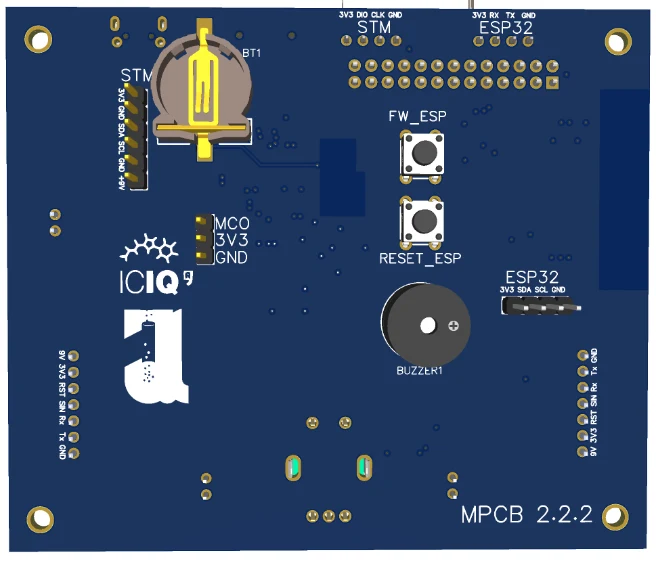 3V3 DIO CLK GND
STM
3V3 RX TX GND
ESP32
STM
BT1
3V3 GND SDA SCL GND +9V
FW_ESP
MCO
3V3
GND
RESET_ESP
ICIQ
ESP32
3V3 SDA SCL GND
BUZZER1
9V 3V3 RST SIN Rx Tx GND
9V 3V3 RST SIN Rx Tx GND
MPCB 2.2.2